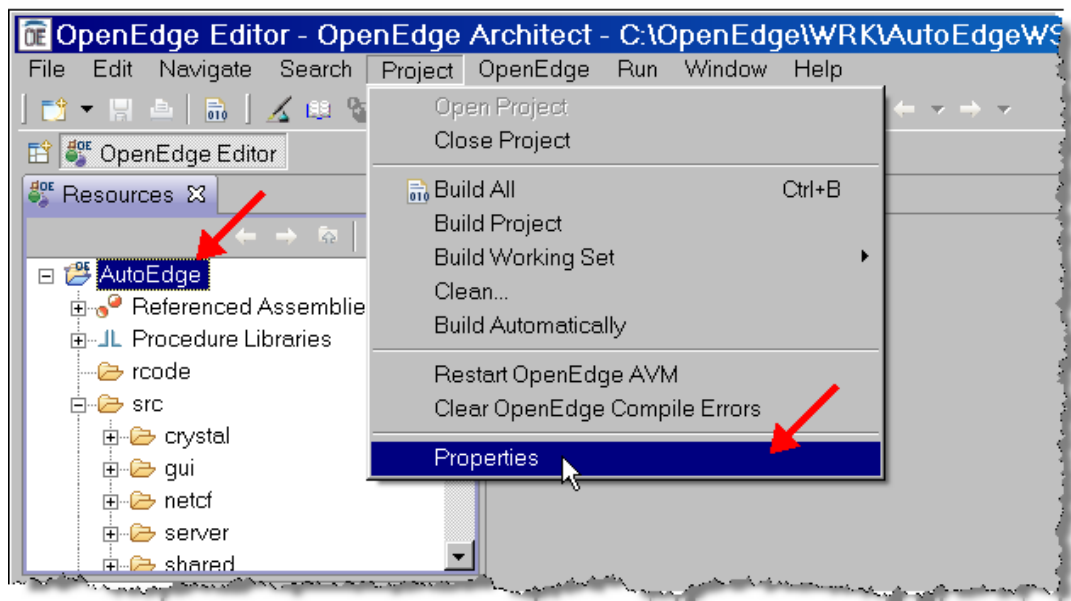 OpenEdge Editor - OpenEdge Architect - C:\OpenEdge\WRK\AutoEdgeWS
File Edit Navigate Search Project OpenEdge Run Window Help
Open Project
Close Project
OpenEdge Editor
Resources
Build All Ctrl+B
Build Project
Build Working Set
Clean...
Build Automatically
Restart OpenEdge AVM
Clear OpenEdge Compile Errors
Properties
AutoEdge
Referenced Assemblie
Procedure Libraries
rcode
src
crystal
gui
netcf
server
shared